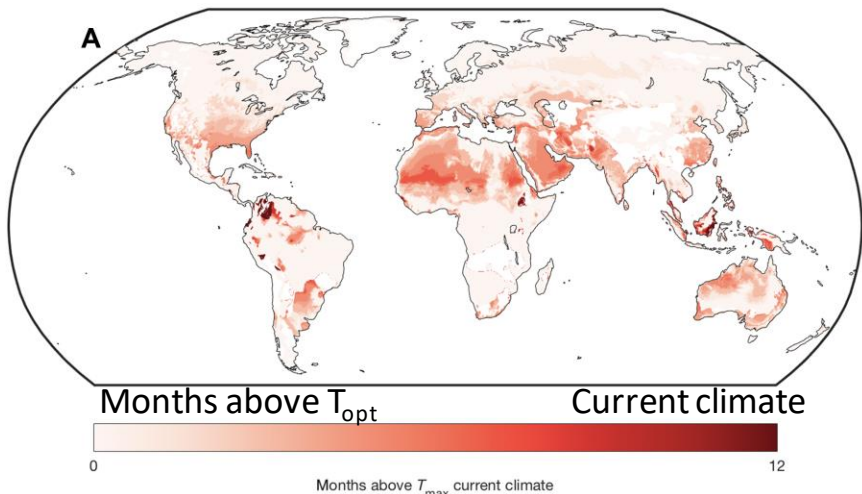 A
Months above T_opt Current climate
0 12
Months above T_max current climate